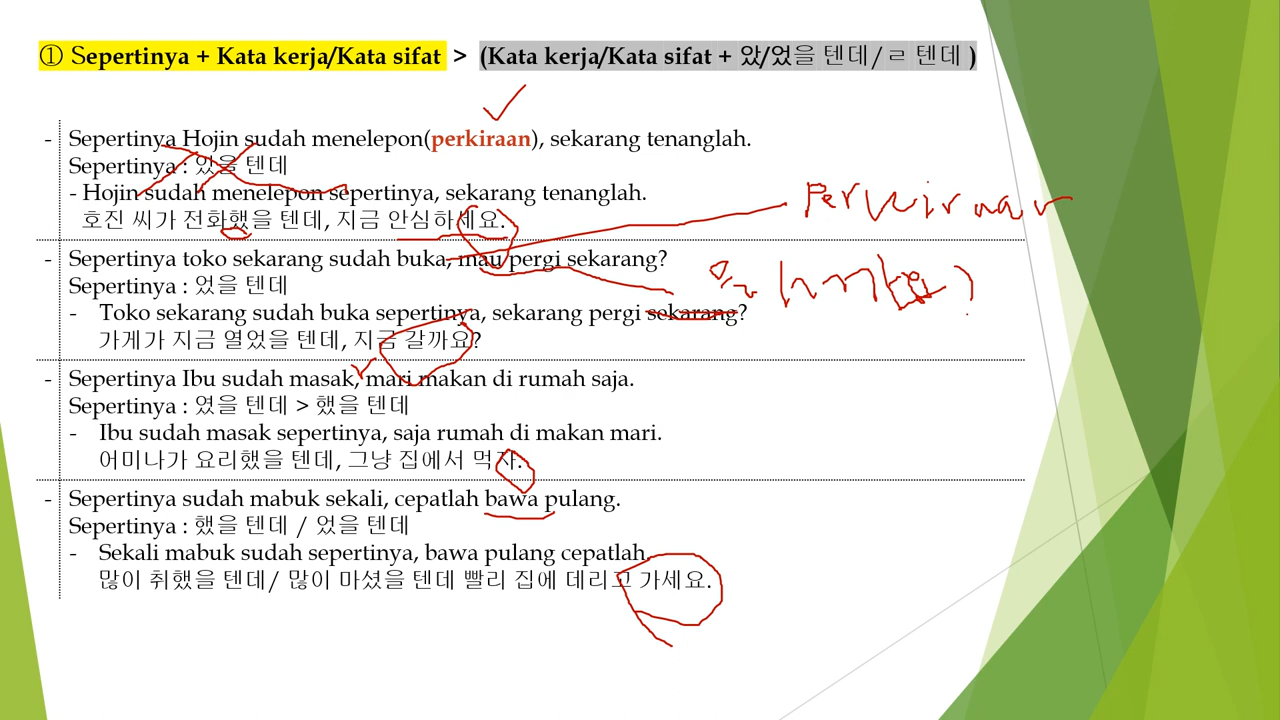 ① Sepertinya + Kata kerja/Kata sifat > (Kata kerja/Kata sifat + 았/었을 텐데/ㄹ 텐데 )
- Sepertinya Hojin sudah menelepon(perkiraan), sekarang tenanglah.
Sepertinya : 있을 텐데
- Hojin sudah menelepon sepertinya, sekarang tenanglah.
호진 씨가 전화했을 텐데, 지금 안심하세요.
Perkiraan
- Sepertinya toko sekarang sudah buka, mau pergi sekarang?
Sepertinya : 었을 텐데
- Toko sekarang sudah buka sepertinya, sekarang pergi sekarang?
가게가 지금 열었을 텐데, 지금 갈까요?
- Sepertinya Ibu sudah masak, mari makan di rumah saja.
Sepertinya : 였을 텐데 > 했을 텐데
- Ibu sudah masak sepertinya, saja rumah di makan mari.
어미나가 요리했을 텐데, 그냥 집에서 먹자.
- Sepertinya sudah mabuk sekali, cepatlah bawa pulang.
Sepertinya : 했을 텐데 / 었을 텐데
- Sekali mabuk sudah sepertinya, bawa pulang cepatlah.
많이 취했을 텐데/ 많이 마셨을 텐데 빨리 집에 데리고 가세요.